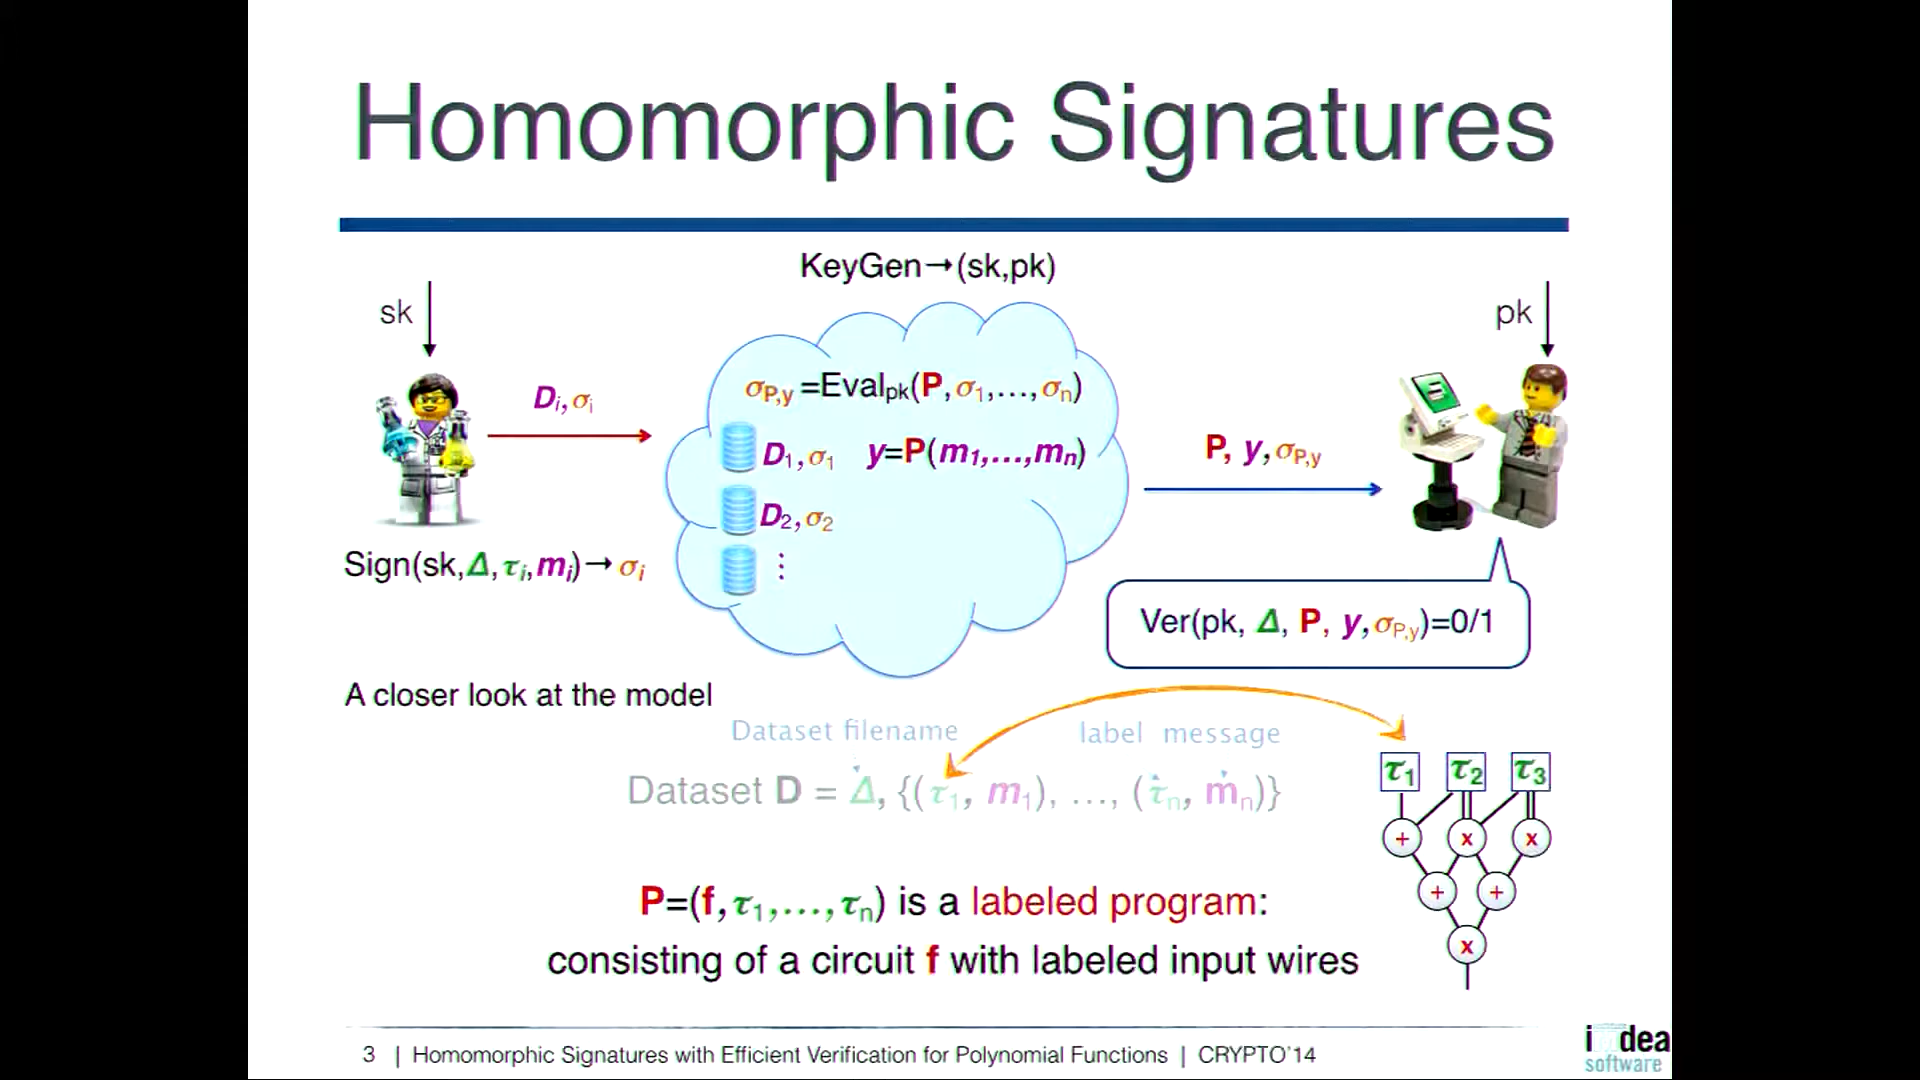 Homomorphic Signatures
KeyGen→(sk,pk)
sk
pk
Di,σi
σP,y =Evalpk(P,σ1,…,σn)
D1,σ1 y=P(m1,…,mn)
D2,σ2
⋮
P, y,σP,y
Sign(sk,Δ,τi,mi)→σi
Ver(pk, Δ, P, y,σP,y)=0/1
A closer look at the model
Dataset filename label message
Dataset D = Δ, {(τ1, m1), …, (τn, mn)}
τ1 τ2 τ3
+ x x
+ +
x
P=(f,τ1,…,τn) is a labeled program:
consisting of a circuit f with labeled input wires
3 | Homomorphic Signatures with Efficient Verification for Polynomial Functions | CRYPTO'14
i dea
software